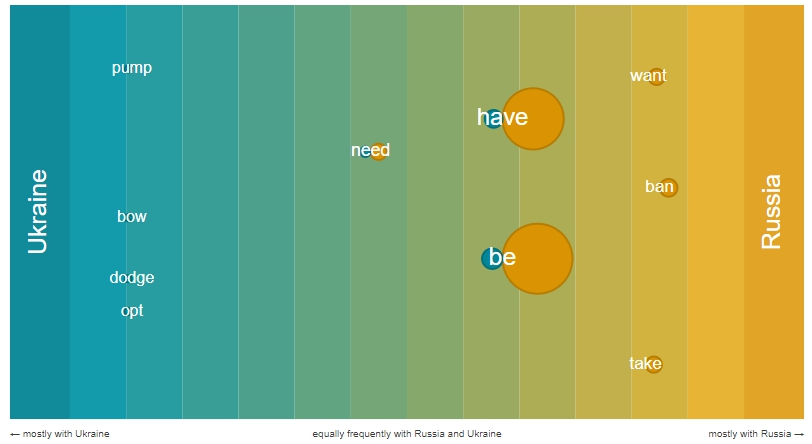 pump
want
have
need
Ukraine
Russia
ban
bow
be
dodge
opt
take
← mostly with Ukraine
equally frequently with Russia and Ukraine
mostly with Russia →